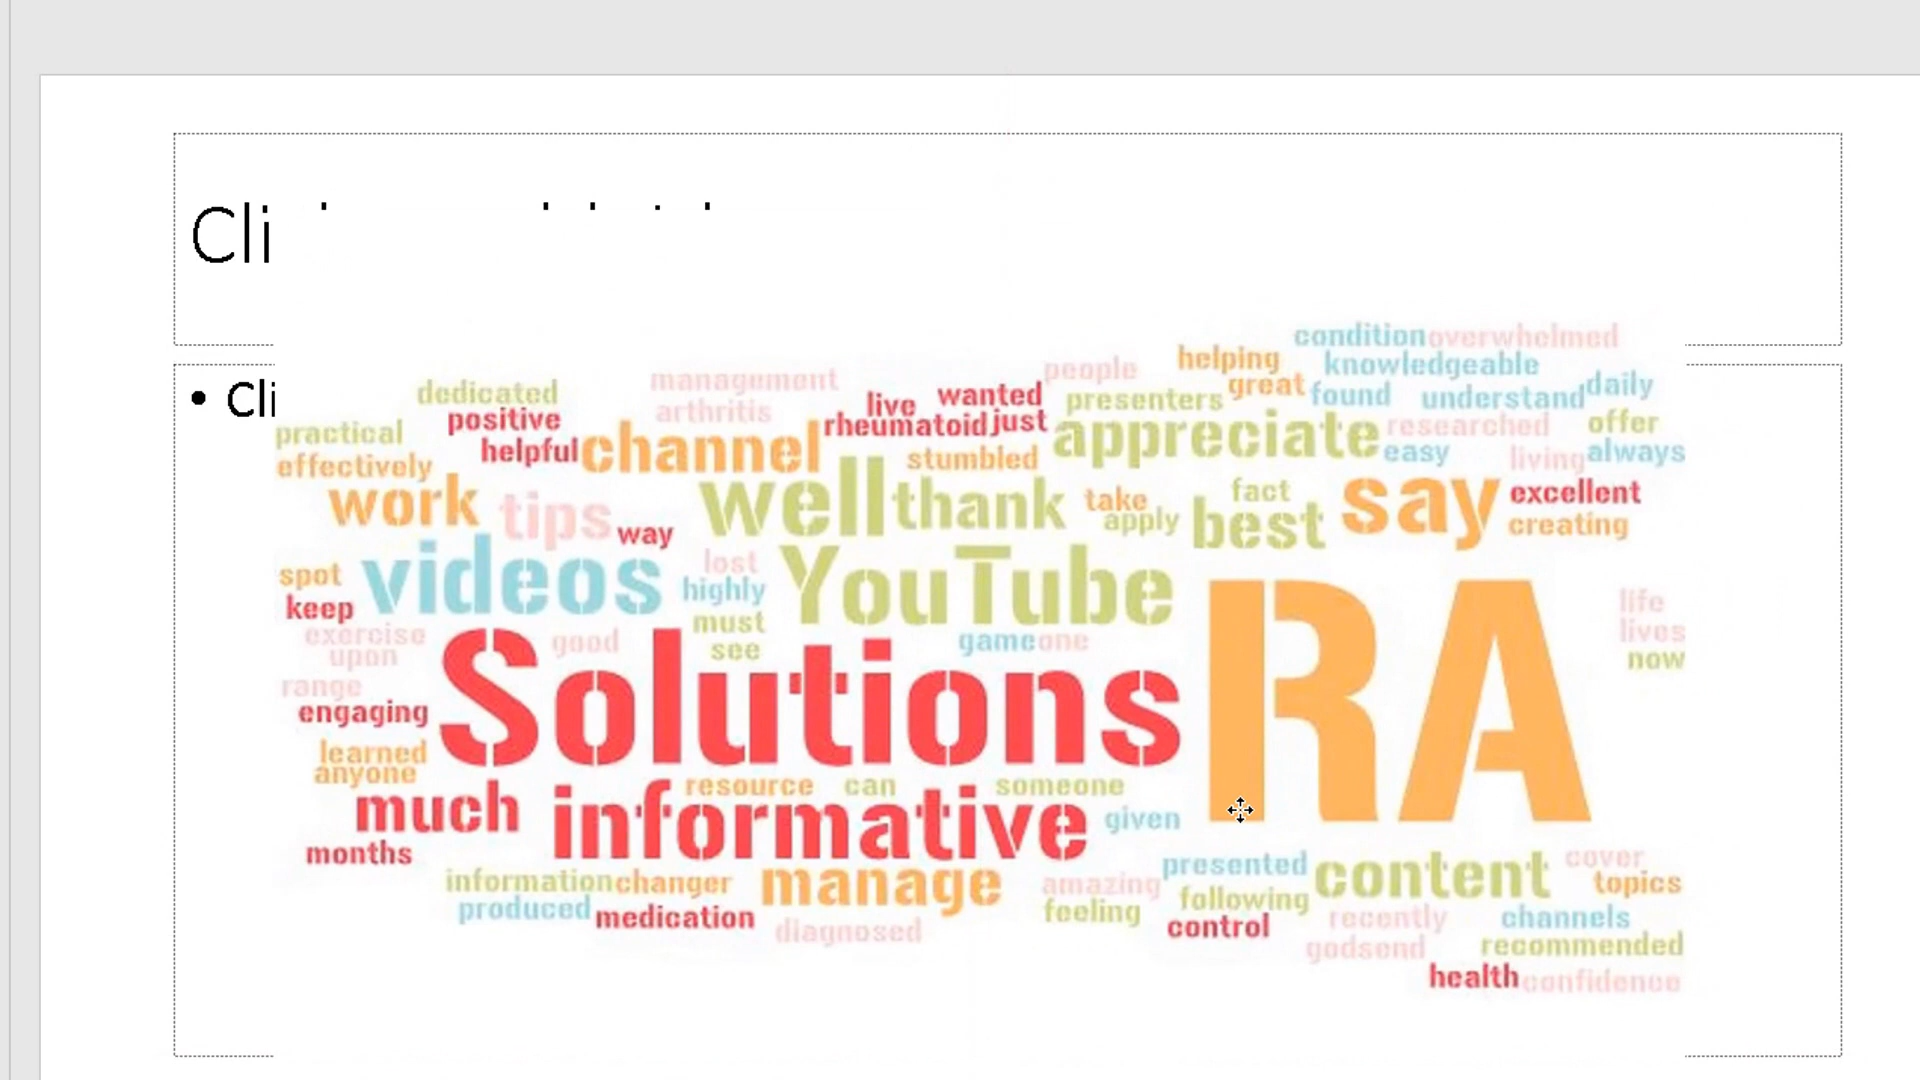 Cli
• Cli
condition overwhelmed
helping knowledgeable
people great found understand daily
dedicated management live wanted presenters
positive arthritis rheumatoid just appreciate researched offer
practical helpful channel stumbled easy living always
effectively
work tips way well thank take apply fact best say excellent
creating
spot videos lost highly YouTube
keep must
exercise good see game one life
upon lives
range Solutions RA now
engaging
learned
anyone resource can someone
much informative given
months
information changer manage amazing presented content cover
produced medication feeling following topics
diagnosed control recently channels
godsend recommended
health confidence